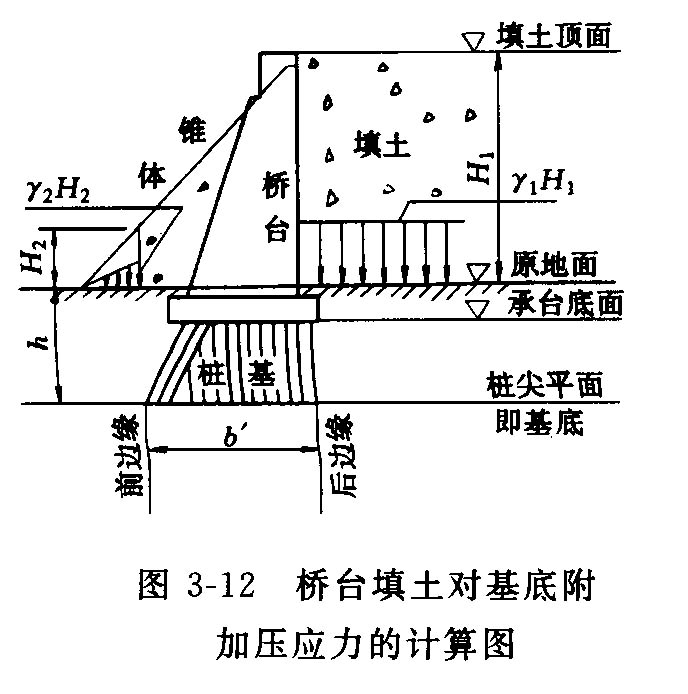 填土顶面
锥
体
填土
桥
台
H₁
γ₂H₂
γ₁H₁
H₂
原地面
承台底面
h
桩 基
桩尖平面
即基底
b′
前边缘
后边缘
图 3-12 桥台填土对基底附
加压应力的计算图